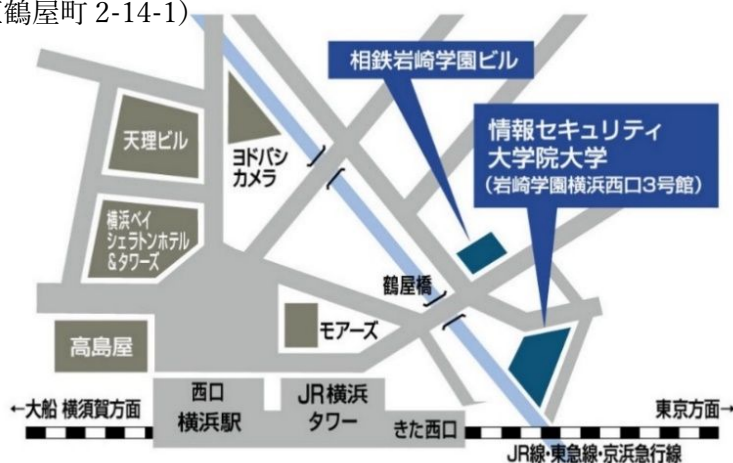 鶴屋町 2-14-1)
相鉄岩崎学園ビル
情報セキュリティ
大学院大学
(岩崎学園横浜西口3号館)
天理ビル
ヨドバシ
カメラ
横浜ベイ
シェラトンホテル
&タワーズ
鶴屋橋
モアーズ
高島屋
西口
横浜駅
JR横浜
タワー
きた西口
←大船 横須賀方面
東京方面→
JR線・東急線・京浜急行線